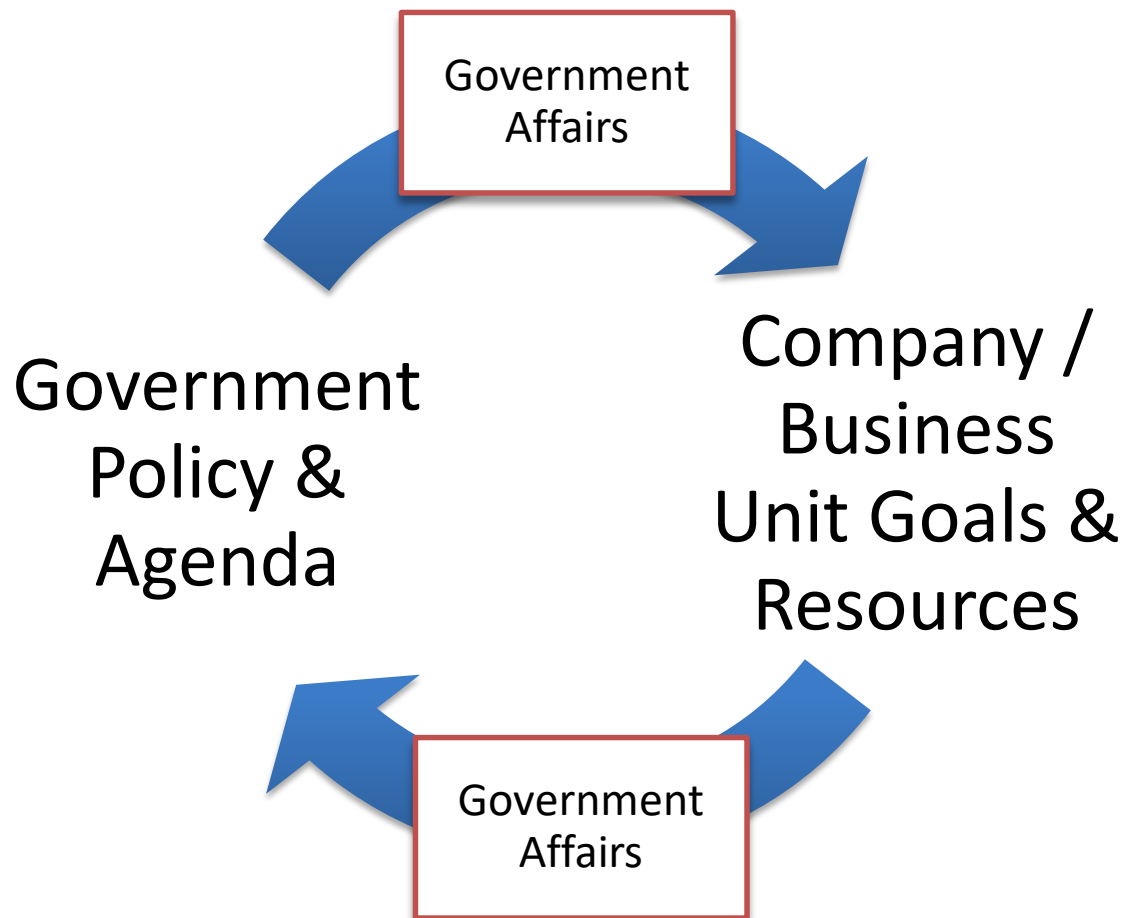 Government
Affairs
Government
Policy &
Agenda
Company /
Business
Unit Goals &
Resources
Government
Affairs